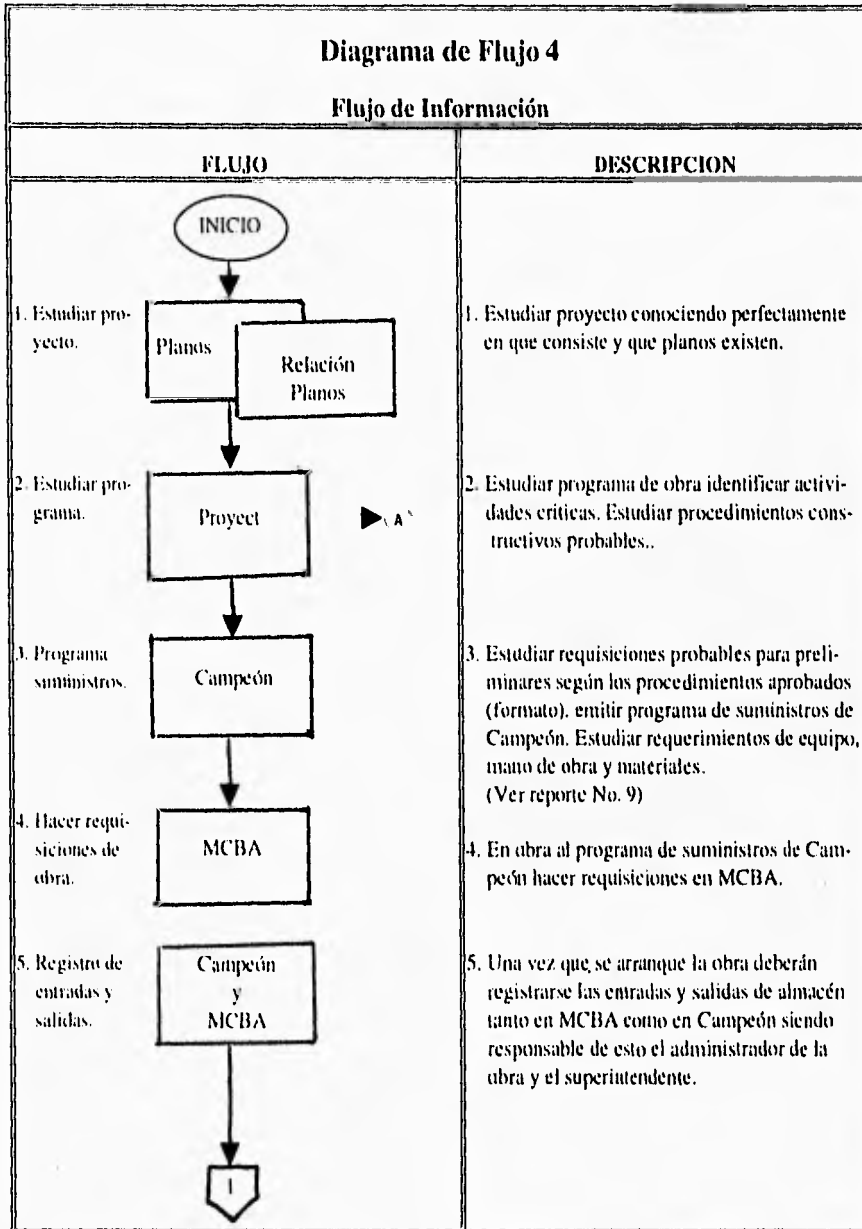 Diagrama de Flujo 4
Flujo de Información
FLUJO
DESCRIPCION
INICIO
1. Estudiar pro-
yecto.
Planos
Relación
Planos
1. Estudiar proyecto conociendo perfectamente
en que consiste y que planos existen.
2. Estudiar pro-
grama.
Proyect
A
2. Estudiar programa de obra identificar activi-
dades criticas. Estudiar procedimientos cons-
tructivos probables..
3. Programa
suministros.
Campeón
3. Estudiar requisiciones probables para preli-
minares según los procedimientos aprobados
(formato). emitir programa de suministros de
Campeón. Estudiar requerimientos de equipo,
mano de obra y materiales.
(Ver reporte No. 9)
4. Hacer requi-
siciones de
obra.
MCBA
4. En obra al programa de suministros de Cam-
peón hacer requisiciones en MCBA.
5. Registro de
entradas y
salidas.
Campeón
y
MCBA
5. Una vez que se arranque la obra deberán
registrarse las entradas y salidas de almacén
tanto en MCBA como en Campeón siendo
responsable de esto el administrador de la
obra y el superintendente.
1